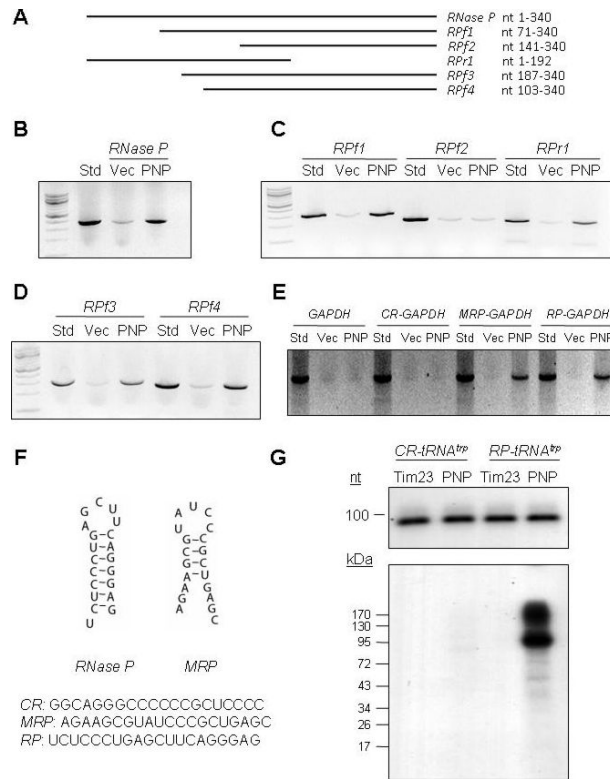 A
RNase P nt 1-340
RPf1 nt 71-340
RPf2 nt 141-340
RPr1 nt 1-192
RPf3 nt 187-340
RPf4 nt 103-340
B
RNase P
Std Vec PNP
C
RPf1 RPf2 RPr1
Std Vec PNP Std Vec PNP Std Vec PNP
D
RPf3 RPf4
Std Vec PNP Std Vec PNP
E
GAPDH CR-GAPDH MRP-GAPDH RP-GAPDH
Std Vec PNP Std Vec PNP Std Vec PNP Std Vec PNP
F
C
G U
A U
G C
U-A
C-G
C-G
C-G
U-A
C-G
U
U
A C
U C
G-C
C-G
G-U
A G
A A
G G
A C
RNase P MRP
CR: GGCAGGGCCCCCCGCUCCCC
MRP: AGAAGCGUAUCCCGCUGAGC
RP: UCUCCCUGAGCUUCAGGGAG
G
CR-tRNAtrp RP-tRNAtrp
nt Tim23 PNP Tim23 PNP
100
kDa
170
130
95
72
43
34
26
17